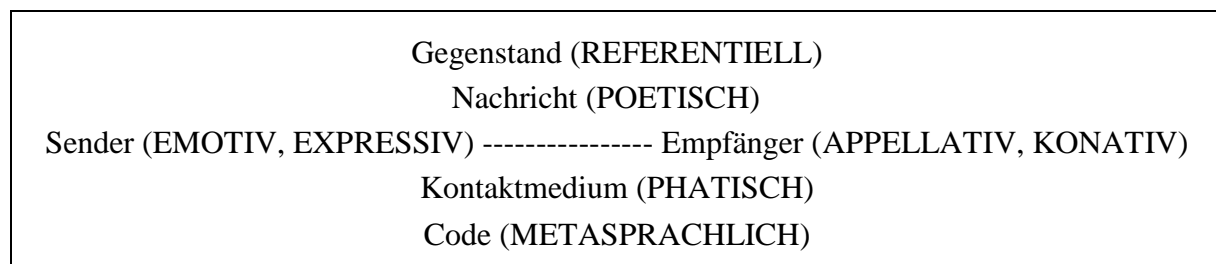 Gegenstand (REFERENTIELL)
Nachricht (POETISCH)
Sender (EMOTIV, EXPRESSIV) ---------------- Empfänger (APPELLATIV, KONATIV)
Kontaktmedium (PHATISCH)
Code (METASPRACHLICH)